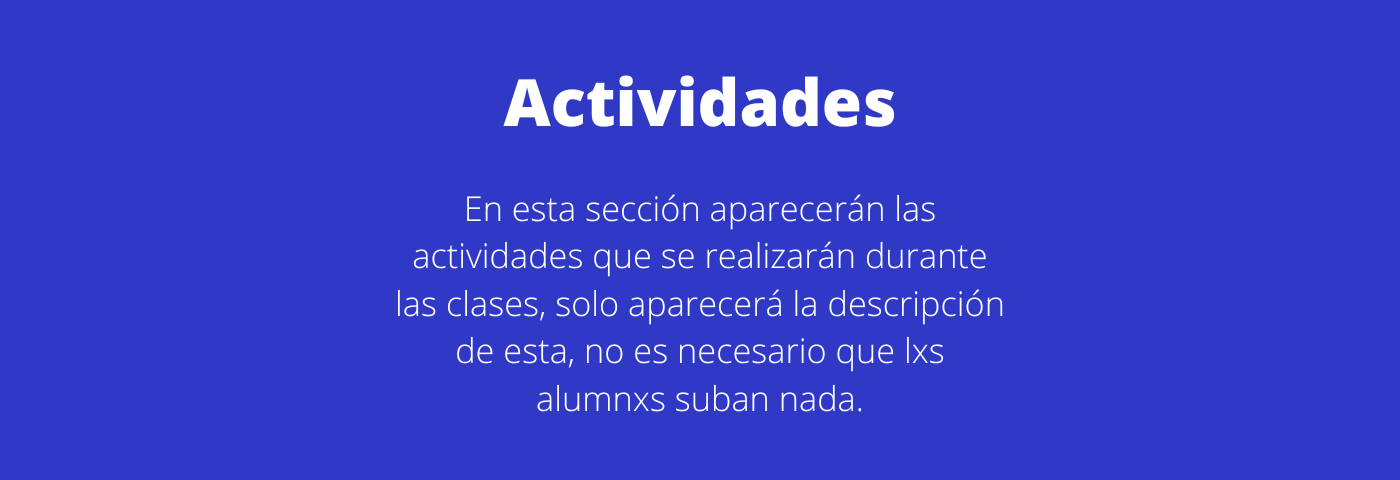 Actividades
En esta sección aparecerán las
actividades que se realizarán durante
las clases, solo aparecerá la descripción
de esta, no es necesario que lxs
alumnxs suban nada.